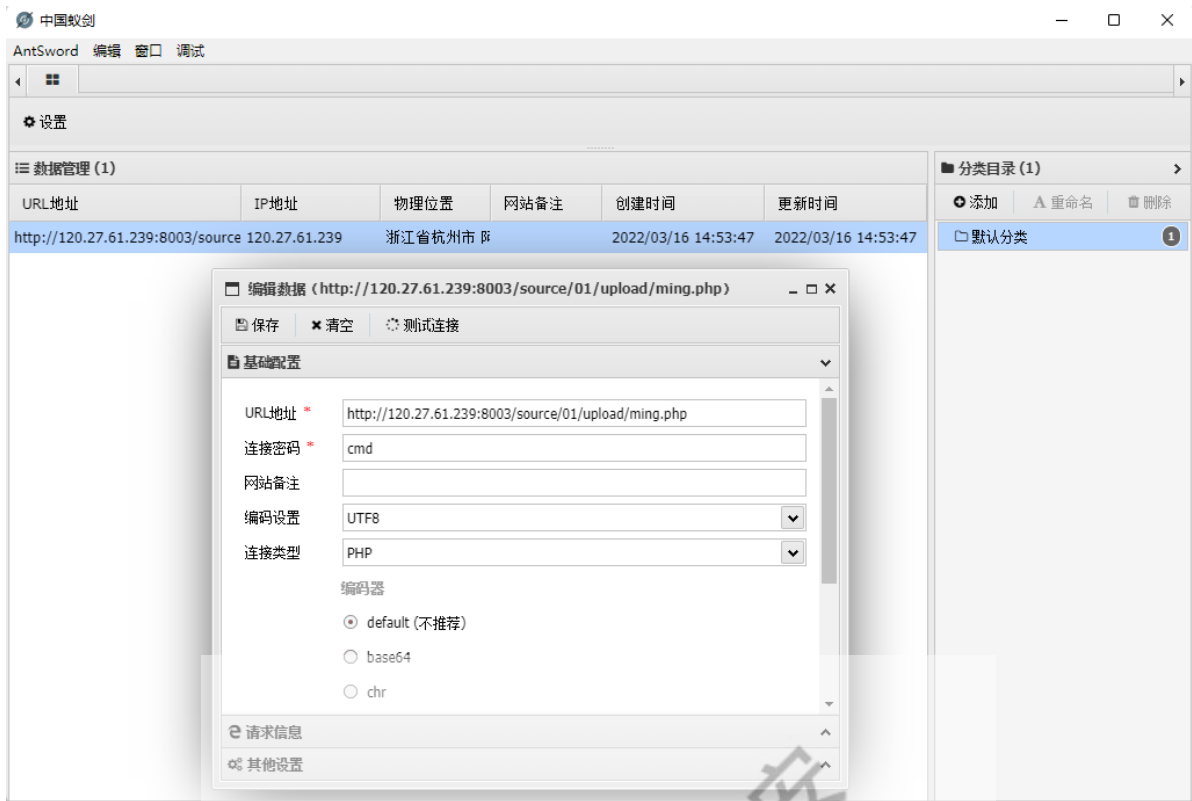 中国蚁剑
AntSword 编辑 窗口 调试
设置
数据管理 (1)
URL地址 IP地址 物理位置 网站备注 创建时间 更新时间
http://120.27.61.239:8003/source 120.27.61.239 浙江省杭州市 2022/03/16 14:53:47 2022/03/16 14:53:47
分类目录 (1)
添加 A 重命名 删除
默认分类 1
编辑数据 (http://120.27.61.239:8003/source/01/upload/ming.php)
保存 清空 测试连接
基础配置
URL地址 * http://120.27.61.239:8003/source/01/upload/ming.php
连接密码 * cmd
网站备注
编码设置 UTF8
连接类型 PHP
编码器
default (不推荐)
base64
chr
请求信息
其他设置
安